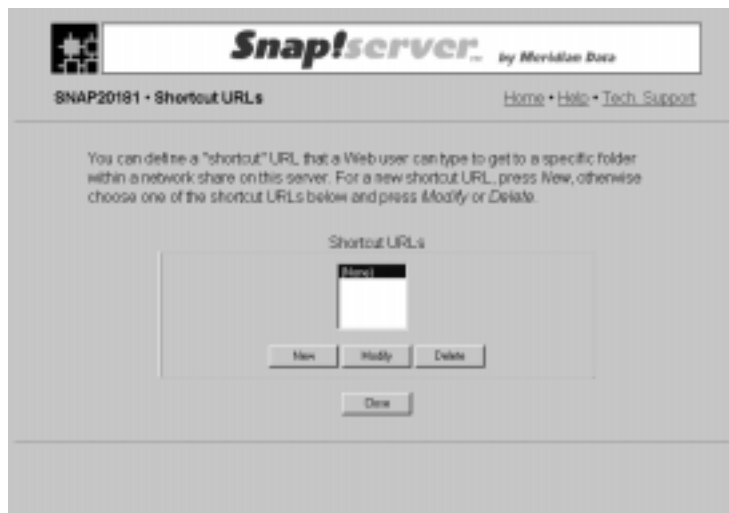 Snap!server™ by Meridian Data
SNAP20181 • Shortcut URLs
Home • Help • Tech. Support
You can define a "shortcut" URL that a Web user can type to get to a specific folder
within a network share on this server. For a new shortcut URL, press New, otherwise
choose one of the shortcut URLs below and press Modify or Delete.
Shortcut URLs
(None)
New Modify Delete
Close